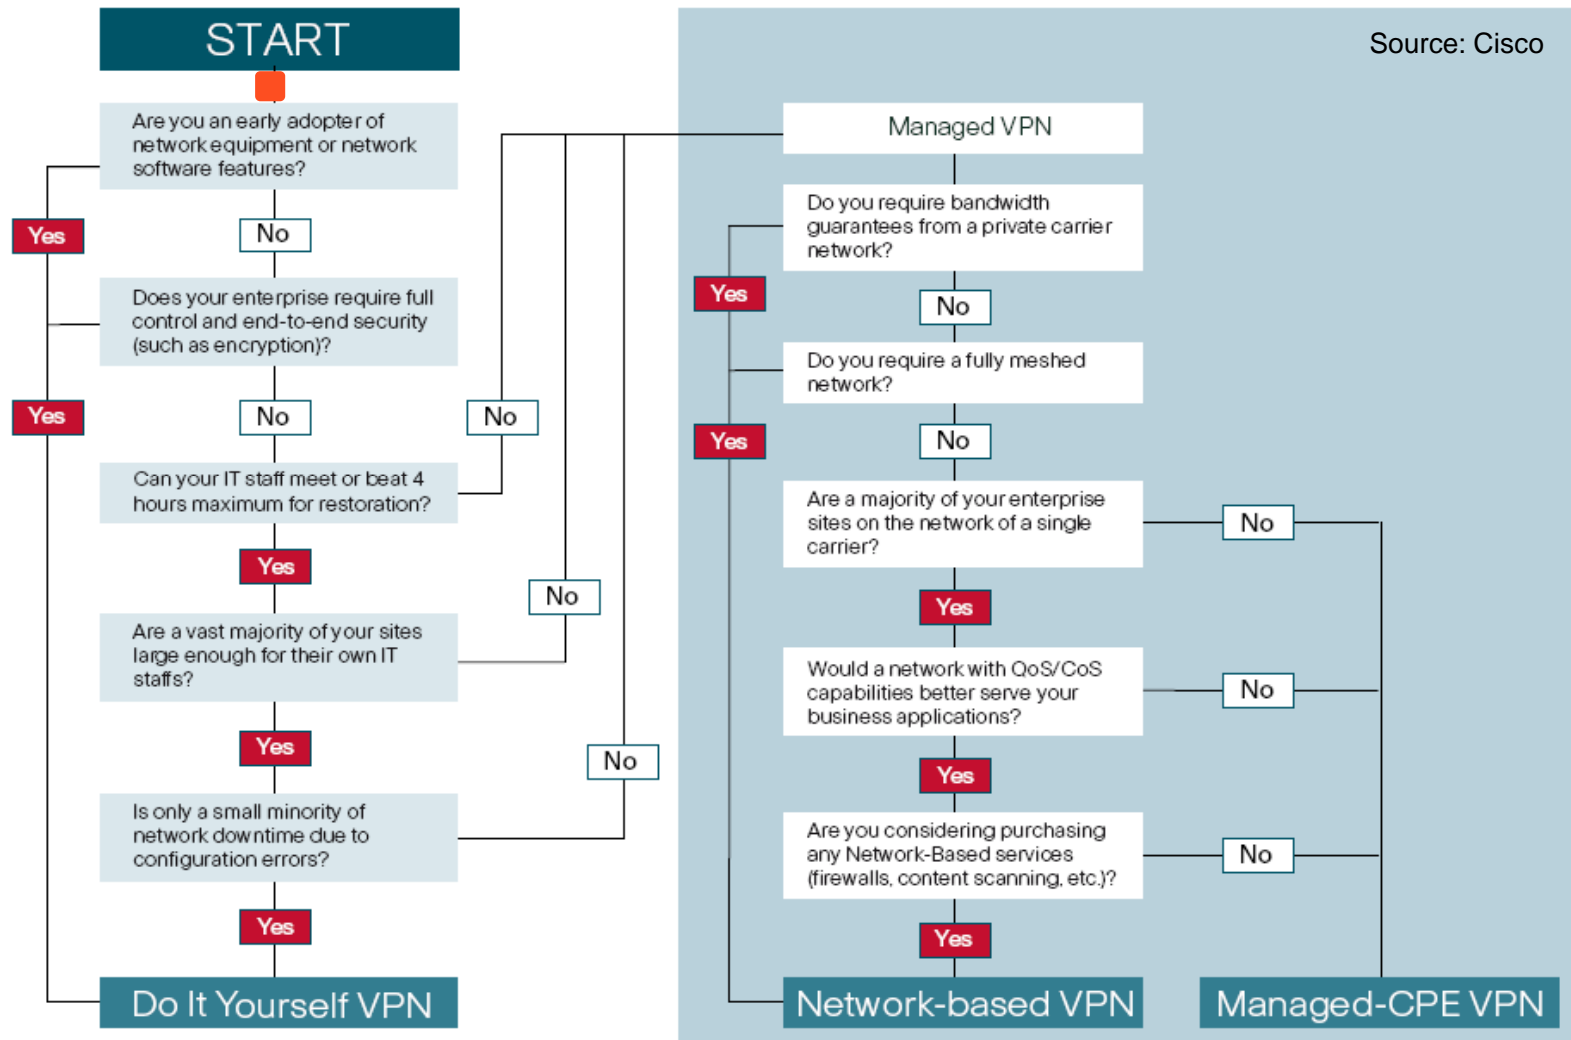 START
Are you an early adopter of
network equipment or network
software features?
Yes
No
Does your enterprise require full
control and end-to-end security
(such as encryption)?
Yes
No
Can your IT staff meet or beat 4
hours maximum for restoration?
No
Yes
Are a vast majority of your sites
large enough for their own IT
staffs?
No
Yes
Is only a small minority of
network downtime due to
configuration errors?
No
Yes
Do It Yourself VPN
Source: Cisco
Managed VPN
Do you require bandwidth
guarantees from a private carrier
network?
Yes
No
Do you require a fully meshed
network?
Yes
No
Are a majority of your enterprise
sites on the network of a single
carrier?
No
Yes
Would a network with QoS/CoS
capabilities better serve your
business applications?
No
Yes
Are you considering purchasing
any Network-Based services
(firewalls, content scanning, etc.)?
No
Yes
Network-based VPN
Managed-CPE VPN